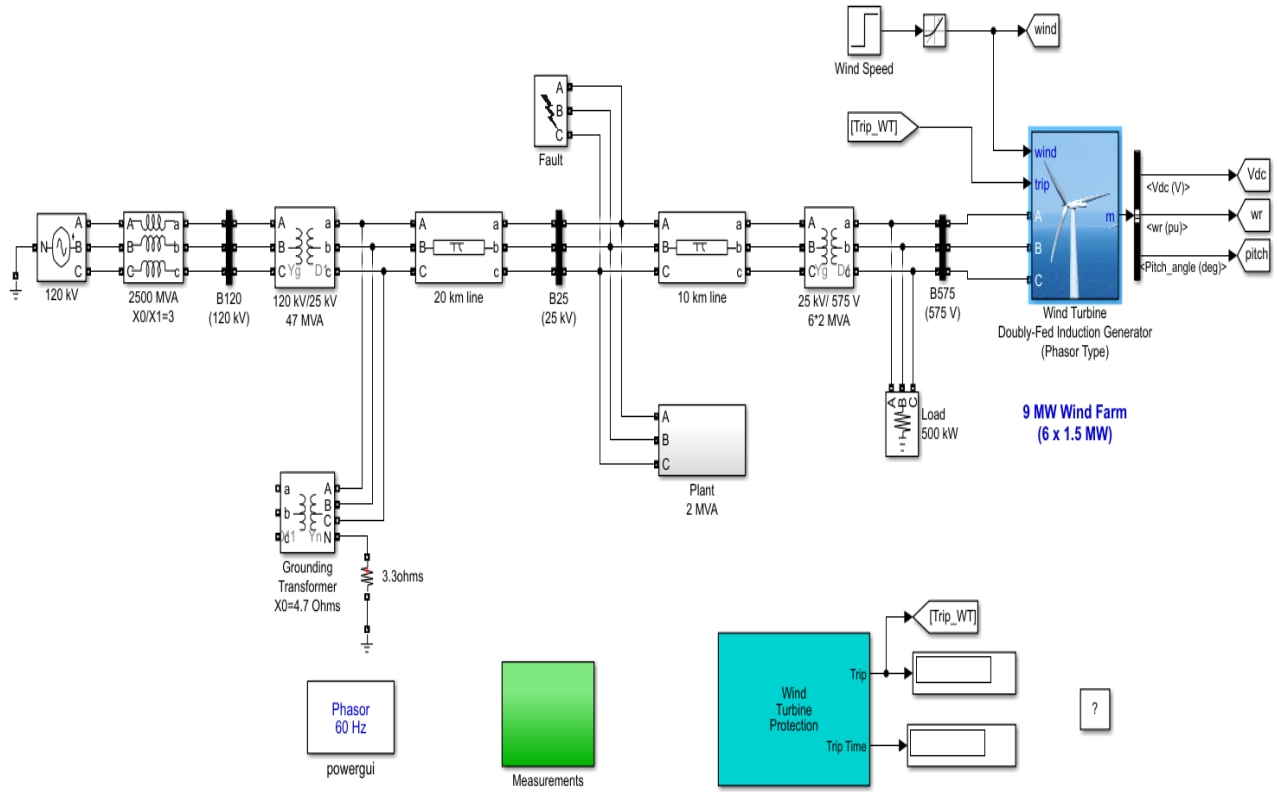 wind
Wind Speed
[Trip_WT]
A
B
C
Fault
wind
trip
A
B
C
m
<Vdc (V)>
Vdc
<wr (pu)>
wr
<Pitch_angle (deg)>
pitch
N
A
B
C
120 kV
A
B
C
a
b
c
2500 MVA
X0/X1=3
B120
(120 kV)
A
B
C
a
b
c
Yg
D1
120 kV/25 kV
47 MVA
A
B
C
a
b
c
20 km line
B25
(25 kV)
A
B
C
a
b
c
10 km line
A
B
C
a
b
c
Yg
25 kV/ 575 V
6*2 MVA
B575
(575 V)
Wind Turbine
Doubly-Fed Induction Generator
(Phasor Type)
A
B
C
Load
500 kW
9 MW Wind Farm
(6 x 1.5 MW)
A
B
C
Plant
2 MVA
a
b
A
B
C
N
Yn
Grounding
Transformer
X0=4.7 Ohms
3.3ohms
Phasor
60 Hz
powergui
Measurements
Wind
Turbine
Protection
Trip
Trip Time
[Trip_WT]
?